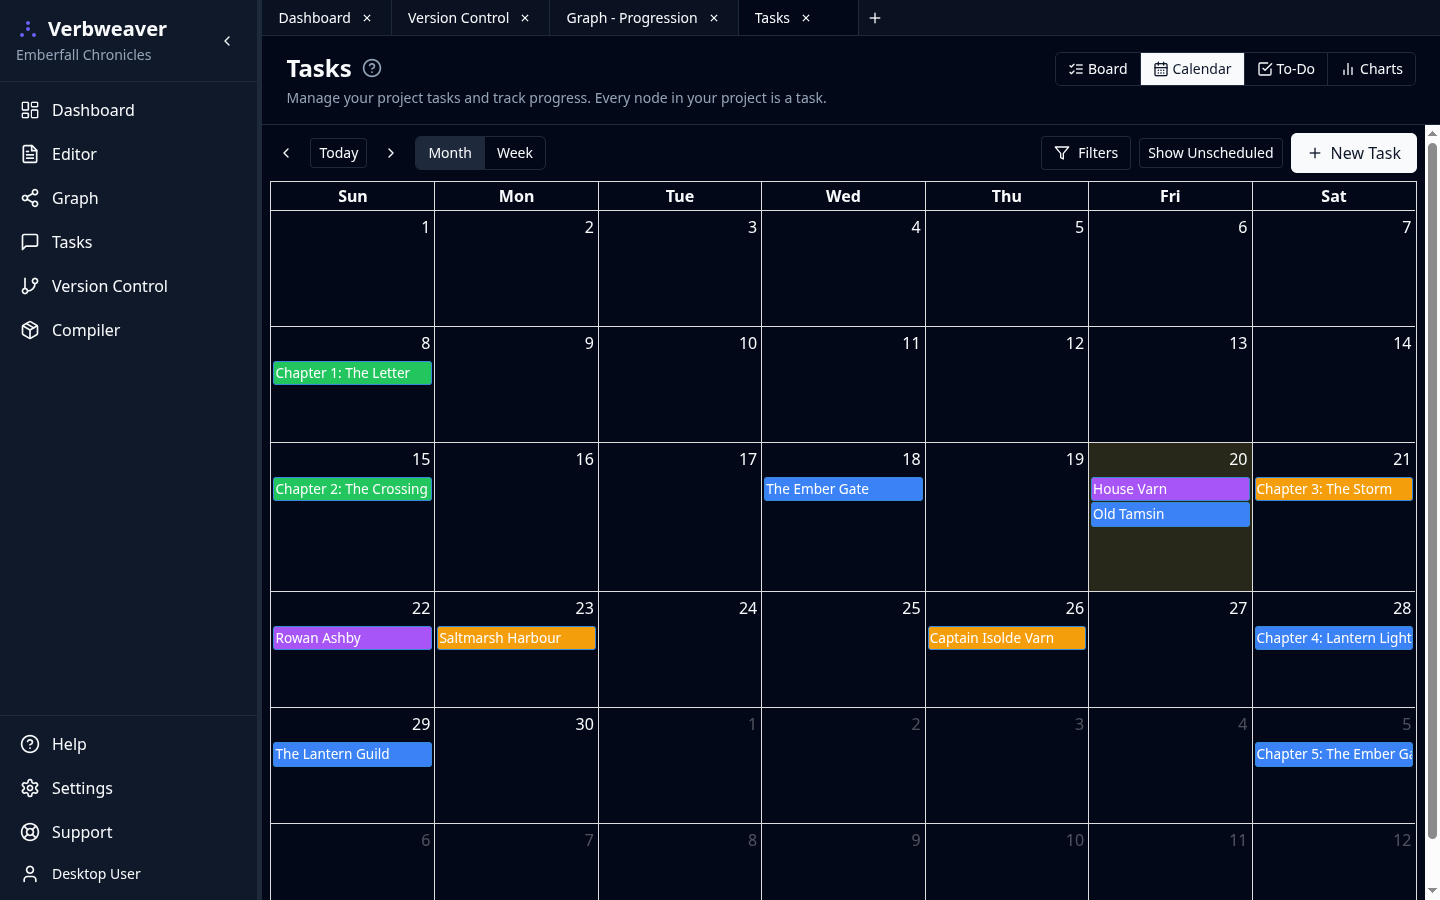 Verbweaver
Emberfall Chronicles
Dashboard
Editor
Graph
Tasks
Version Control
Compiler
Help
Settings
Support
Desktop User
Dashboard × Version Control × Graph - Progression × Tasks × +
Tasks
Manage your project tasks and track progress. Every node in your project is a task.
Board Calendar To-Do Charts
Today Month Week Filters Show Unscheduled + New Task
Sun Mon Tue Wed Thu Fri Sat
1 2 3 4 5 6 7
8 9 10 11 12 13 14
Chapter 1: The Letter
15 16 17 18 19 20 21
Chapter 2: The Crossing The Ember Gate House Varn Chapter 3: The Storm
Old Tamsin
22 23 24 25 26 27 28
Rowan Ashby Saltmarsh Harbour Captain Isolde Varn Chapter 4: Lantern Light
29 30 1 2 3 4 5
The Lantern Guild Chapter 5: The Ember Ga
6 7 8 9 10 11 12